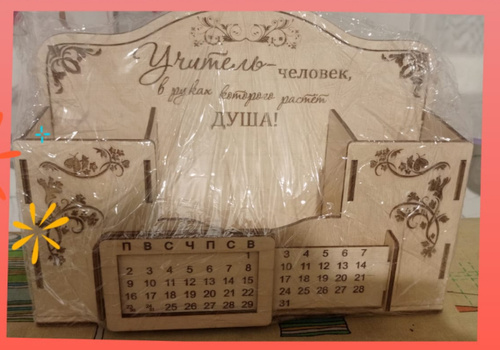 Учитель-
человек,
в руках которого растёт
ДУША!
П В С Ч П С В
1
2 3 4 5 6 7 8
9 10 11 12 13 14 15
16 17 18 19 20 21 22
25 26 27 28 29
3 4 5 6 7
10 11 12 13 14
17 18 19 20 21
24 25 26 27 28
31